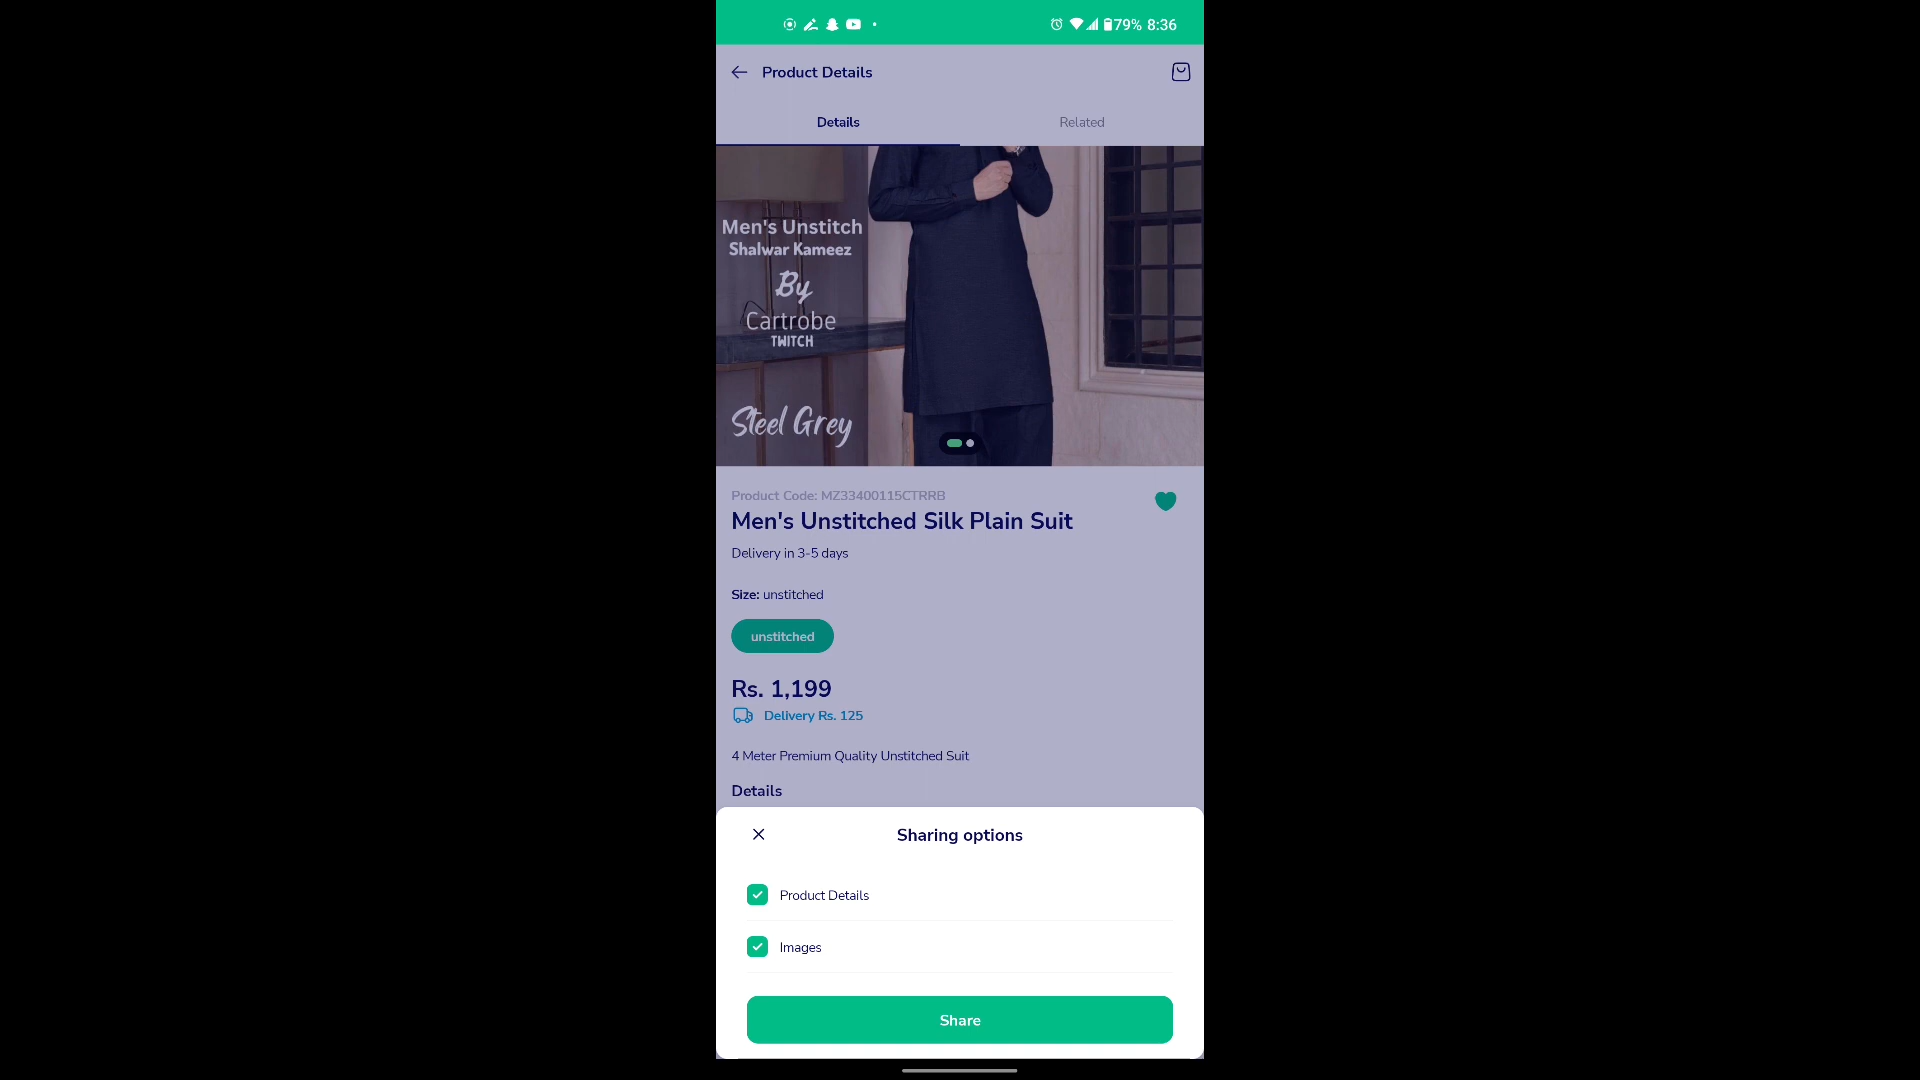 79% 8:36
Product Details
Details
Related
Men's Unstitch
Shalwar Kameez
By
Cartrobe
TWITCH
Steel Grey
Product Code: MZ33400115CTRRB
Men's Unstitched Silk Plain Suit
Delivery in 3-5 days
Size: unstitched
unstitched
Rs. 1,199
Delivery Rs. 125
4 Meter Premium Quality Unstitched Suit
Details
Sharing options
Product Details
Images
Share